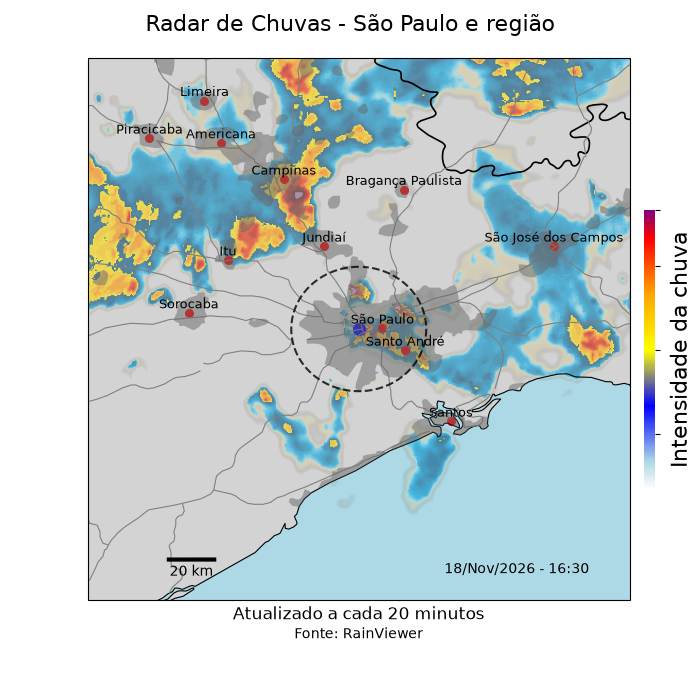 Radar de Chuvas - São Paulo e região
Limeira
Piracicaba
Americana
Campinas
Bragança Paulista
Itu
Jundiaí
São José dos Campos
Sorocaba
São Paulo
Santo André
Santos
Intensidade da chuva
20 km
18/Nov/2026 - 16:30
Atualizado a cada 20 minutos
Fonte: RainViewer